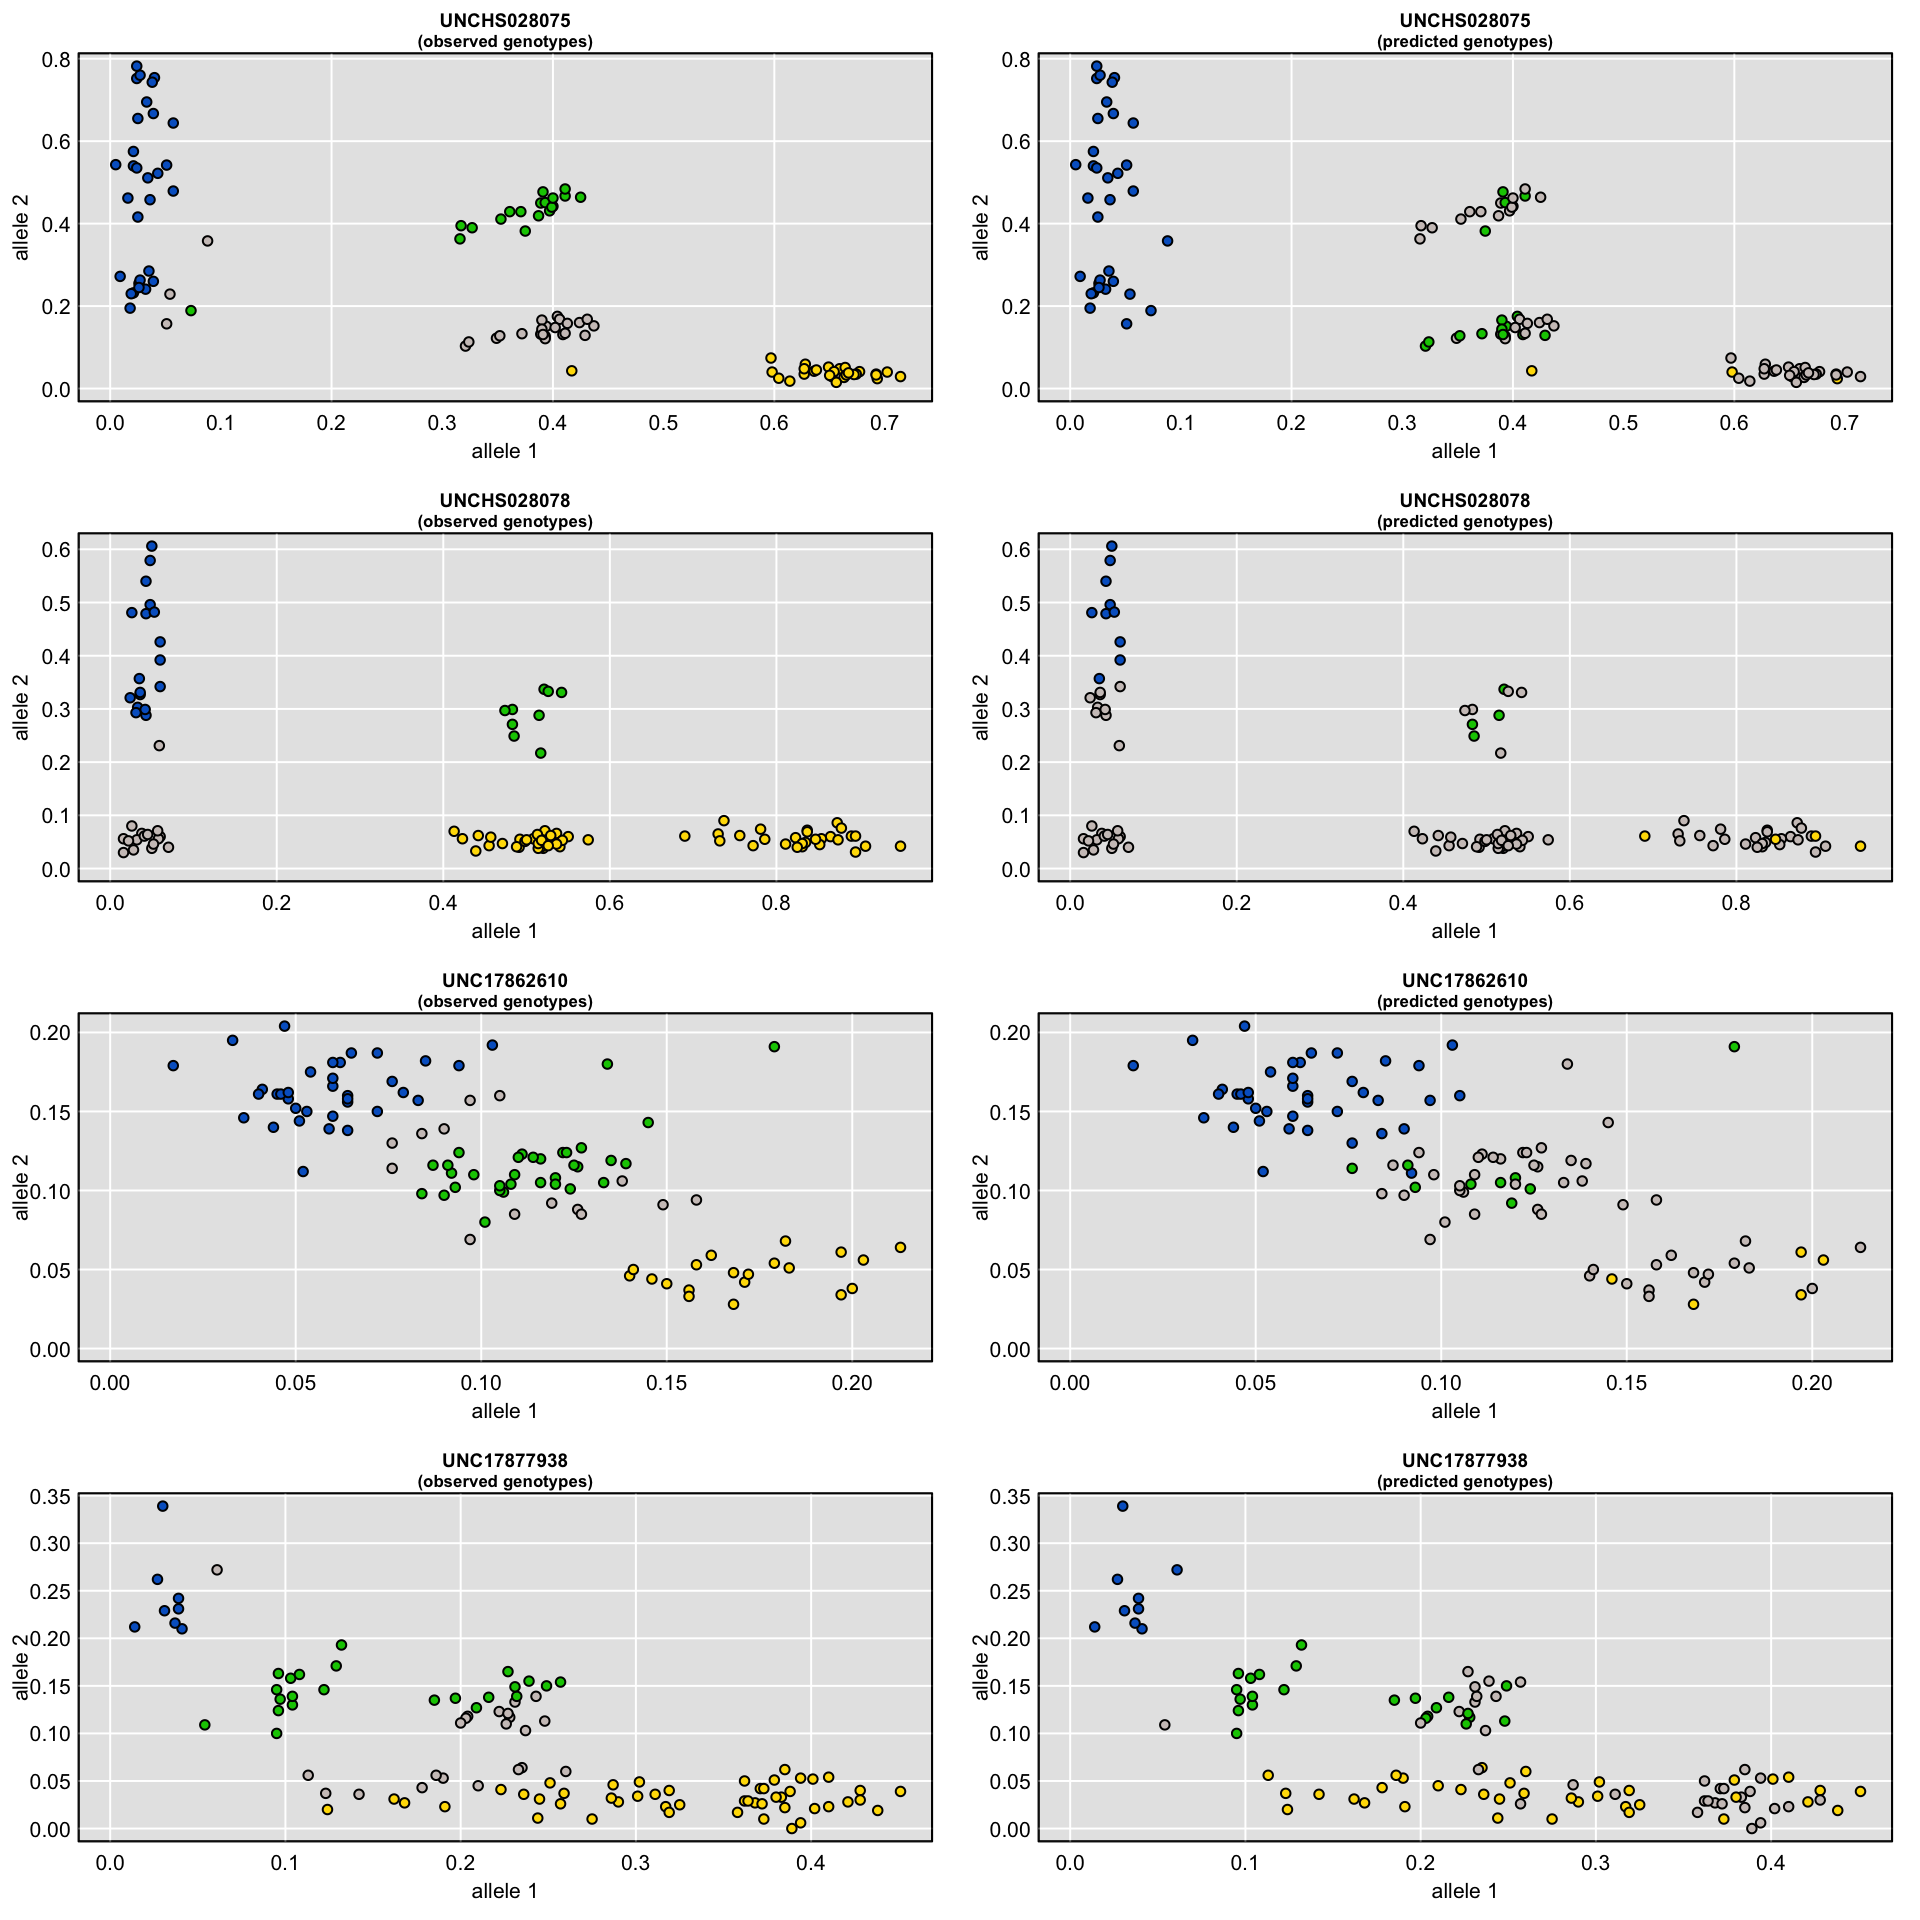 UNCHS028075
(observed genotypes)
allele 2
0.8
0.6
0.4
0.2
0.0
0.0 0.1 0.2 0.3 0.4 0.5 0.6 0.7
allele 1
UNCHS028075
(predicted genotypes)
allele 2
0.8
0.6
0.4
0.2
0.0
0.0 0.1 0.2 0.3 0.4 0.5 0.6 0.7
allele 1
UNCHS028078
(observed genotypes)
allele 2
0.6
0.5
0.4
0.3
0.2
0.1
0.0
0.0 0.2 0.4 0.6 0.8
allele 1
UNCHS028078
(predicted genotypes)
allele 2
0.6
0.5
0.4
0.3
0.2
0.1
0.0
0.0 0.2 0.4 0.6 0.8
allele 1
UNC17862610
(observed genotypes)
allele 2
0.20
0.15
0.10
0.05
0.00
0.00 0.05 0.10 0.15 0.20
allele 1
UNC17862610
(predicted genotypes)
allele 2
0.20
0.15
0.10
0.05
0.00
0.00 0.05 0.10 0.15 0.20
allele 1
UNC17877938
(observed genotypes)
allele 2
0.35
0.30
0.25
0.20
0.15
0.10
0.05
0.00
0.0 0.1 0.2 0.3 0.4
allele 1
UNC17877938
(predicted genotypes)
allele 2
0.35
0.30
0.25
0.20
0.15
0.10
0.05
0.00
0.0 0.1 0.2 0.3 0.4
allele 1